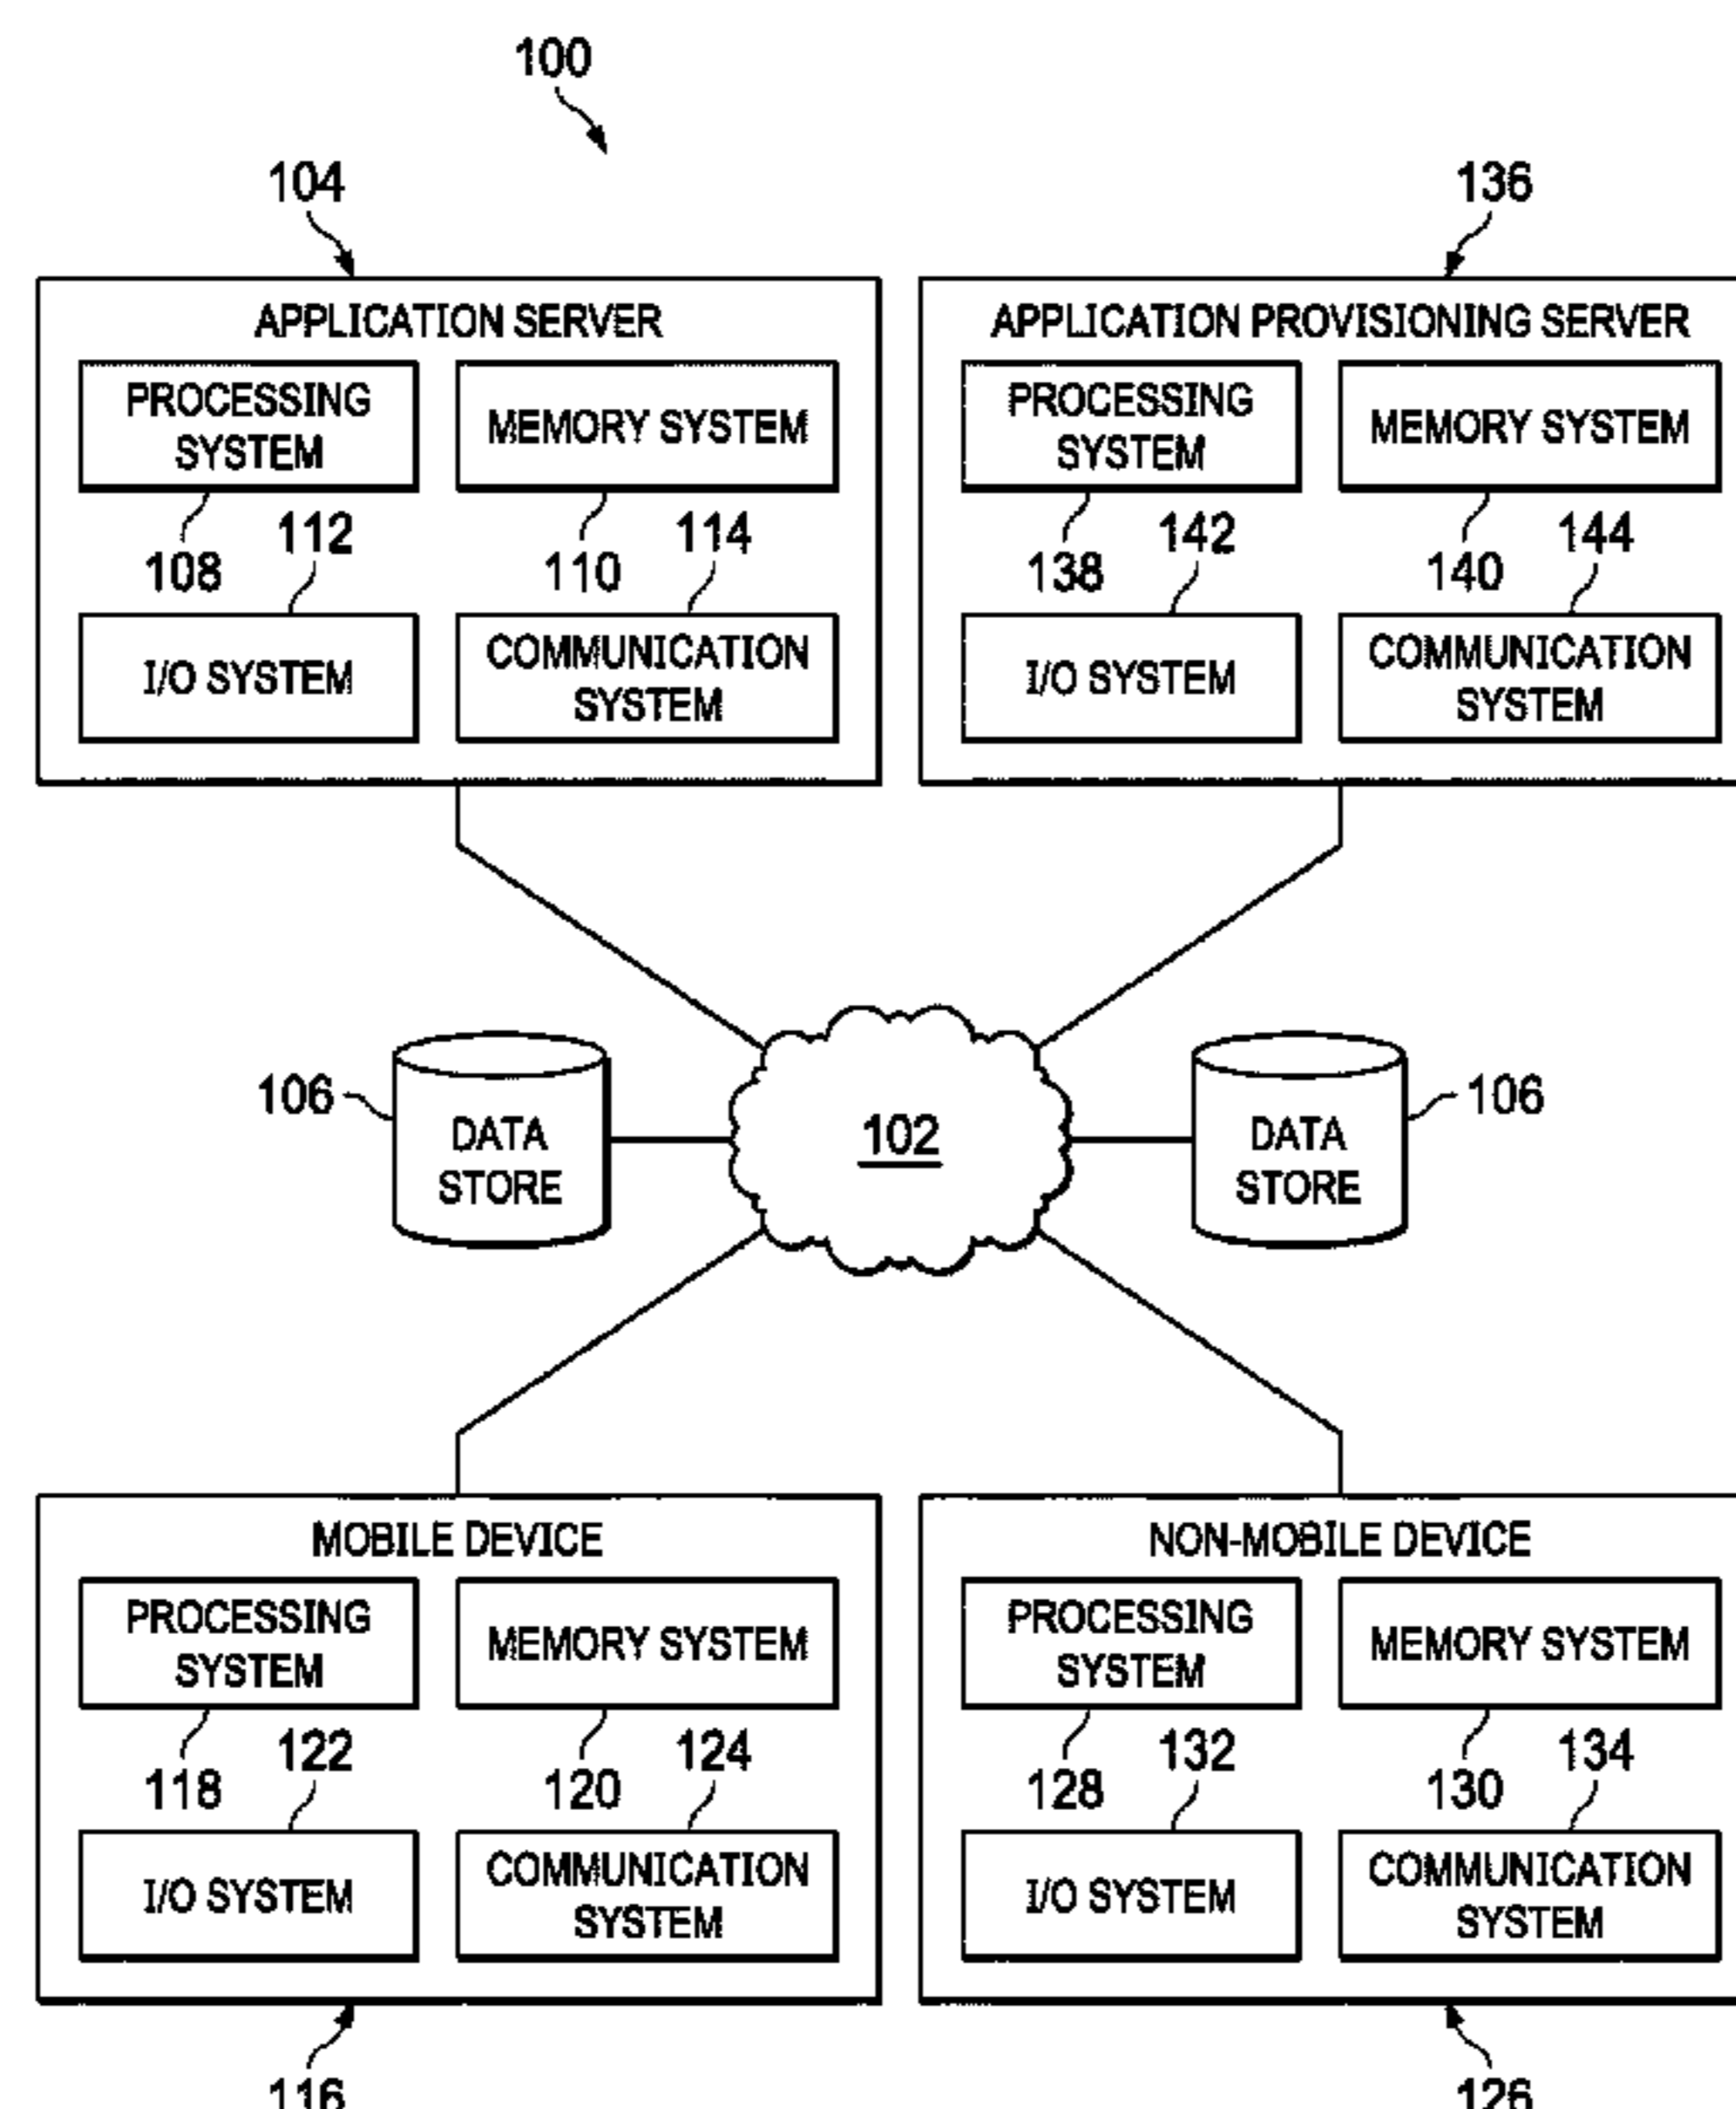 100
104
136
APPLICATION SERVER
PROCESSING
SYSTEM
MEMORY SYSTEM
108
112
110
114
I/O SYSTEM
COMMUNICATION
SYSTEM
APPLICATION PROVISIONING SERVER
PROCESSING
SYSTEM
MEMORY SYSTEM
138
142
140
144
I/O SYSTEM
COMMUNICATION
SYSTEM
106
DATA
STORE
102
DATA
STORE
106
MOBILE DEVICE
PROCESSING
SYSTEM
MEMORY SYSTEM
118
122
120
124
I/O SYSTEM
COMMUNICATION
SYSTEM
116
NON-MOBILE DEVICE
PROCESSING
SYSTEM
MEMORY SYSTEM
128
132
130
134
I/O SYSTEM
COMMUNICATION
SYSTEM
126